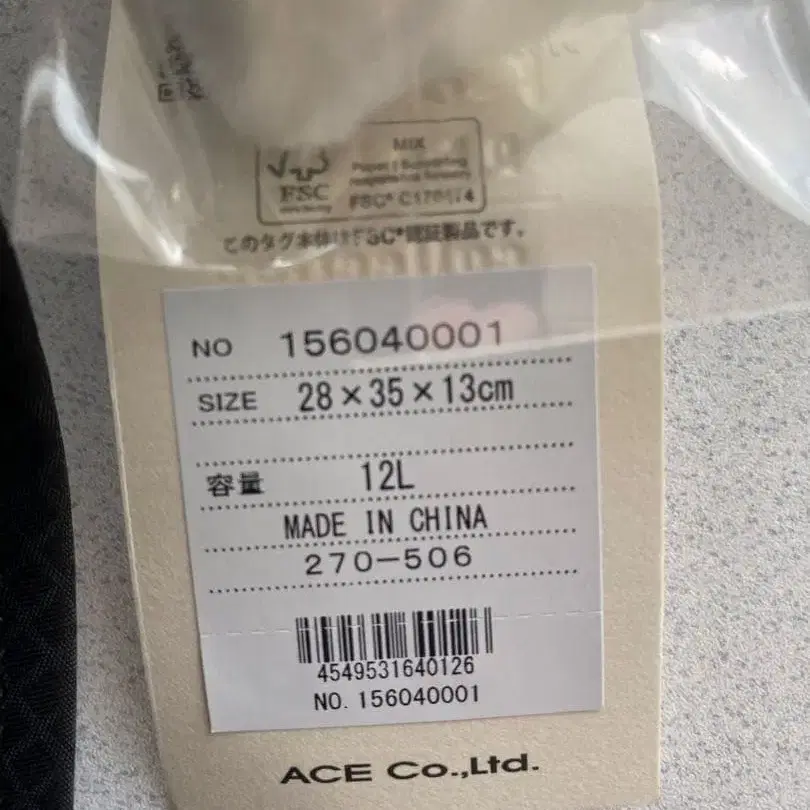 MIX
FSC
このタグ本体はFSC®認証製品です。
NO 156040001
SIZE 28×35×13cm
容量 12L
MADE IN CHINA
270-506
4549531640126
NO. 156040001
ACE Co.,Ltd.